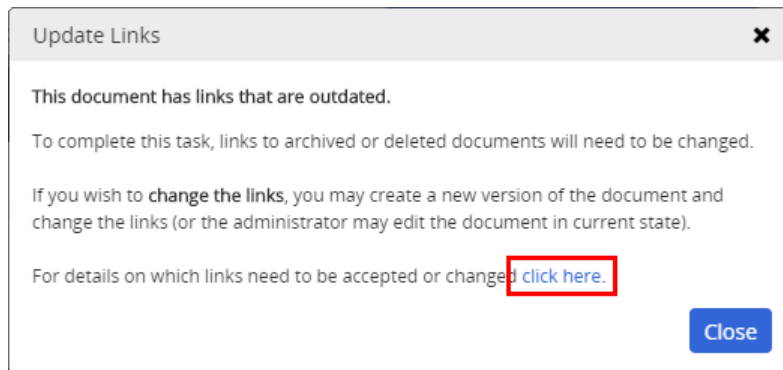 Update Links
This document has links that are outdated.
To complete this task, links to archived or deleted documents will need to be changed.
If you wish to change the links, you may create a new version of the document and
change the links (or the administrator may edit the document in current state).
For details on which links need to be accepted or changed click here.
Close